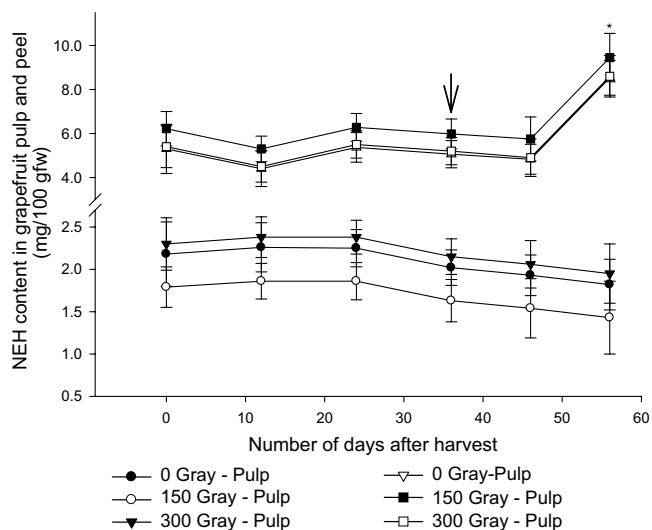 *
10.0
8.0
6.0
4.0
2.5
2.0
1.5
1.0
0.5
NEH content in grapefruit pulp and peel
(mg/100 gfw)
0 10 20 30 40 50 60
Number of days after harvest
0 Gray - Pulp
150 Gray - Pulp
300 Gray - Pulp
0 Gray-Pulp
150 Gray - Pulp
300 Gray - Pulp